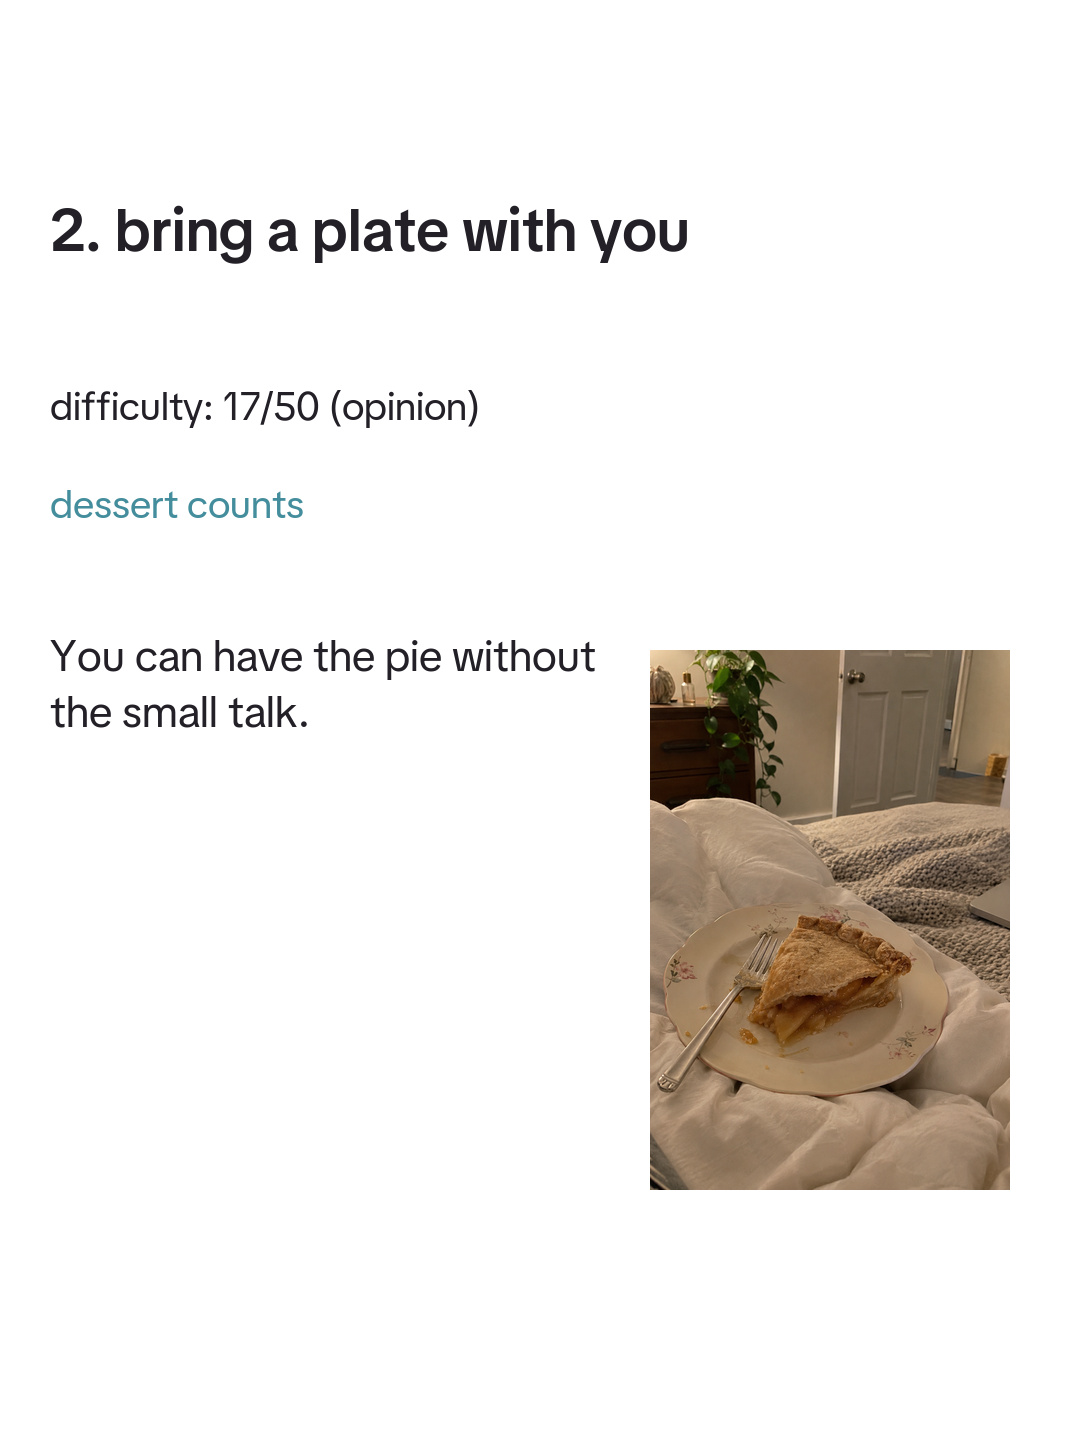 2. bring a plate with you
difficulty: 17/50 (opinion)
dessert counts
You can have the pie without
the small talk.